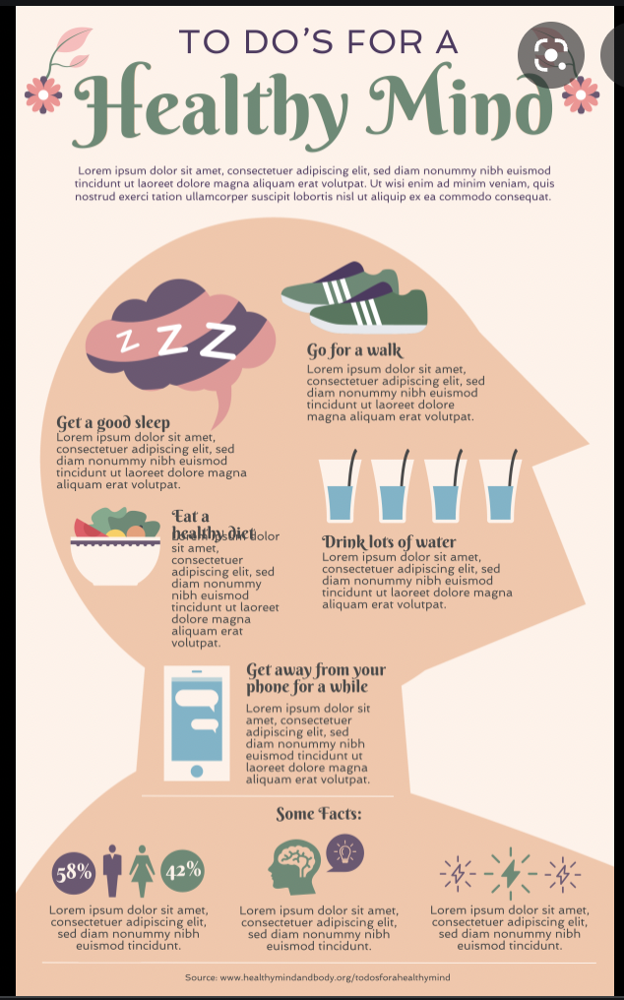 TO DO'S FOR A
Healthy Mind
Lorem ipsum dolor sit amet, consectetuer adipiscing elit, sed diam nonummy nibh euismod
tincidunt ut laoreet dolore magna aliquam erat volutpat. Ut wisi enim ad minim veniam, quis
nostrud exerci tation ullamcorper suscipit lobortis nisl ut aliquip ex ea commodo consequat.
z Z Z
Go for a walk
Lorem ipsum dolor sit amet,
consectetuer adipiscing elit, sed
diam nonummy nibh euismod
tincidunt ut laoreet dolore
magna aliquam erat volutpat.
Get a good sleep
Lorem ipsum dolor sit amet,
consectetuer adipiscing elit, sed
diam nonummy nibh euismod
tincidunt ut laoreet dolore magna
aliquam erat volutpat.
Eat a
healthy diet
Lorem ipsum dolor
sit amet,
consectetuer
adipiscing elit, sed
diam nonummy
nibh euismod
tincidunt ut laoreet
dolore magna
aliquam erat
volutpat.
Drink lots of water
Lorem ipsum dolor sit amet,
consectetuer adipiscing elit, sed
diam nonummy nibh euismod
tincidunt ut laoreet dolore magna
aliquam erat volutpat.
Get away from your
phone for a while
Lorem ipsum dolor sit
amet, consectetuer
adipiscing elit, sed
diam nonummy nibh
euismod tincidunt ut
laoreet dolore magna
aliquam erat volutpat.
Some Facts:
58%
42%
Lorem ipsum dolor sit amet,
consectetuer adipiscing elit,
sed diam nonummy nibh
euismod tincidunt.
Lorem ipsum dolor sit amet,
consectetuer adipiscing elit,
sed diam nonummy nibh
euismod tincidunt.
Lorem ipsum dolor sit amet,
consectetuer adipiscing elit,
sed diam nonummy nibh
euismod tincidunt.
Source: www.healthymindandbody.org/todosforahealthymind